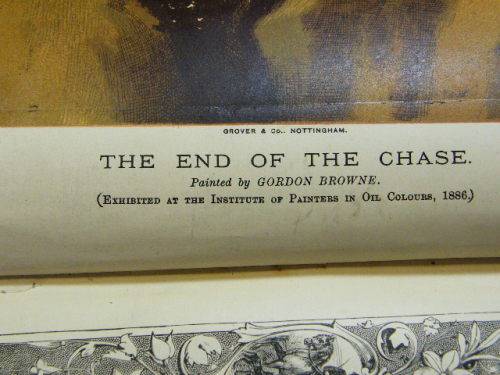 GROVER & CO., NOTTINGHAM.
THE END OF THE CHASE.
Painted by GORDON BROWNE.
(EXHIBITED AT THE INSTITUTE OF PAINTERS IN OIL COLOURS, 1886.)